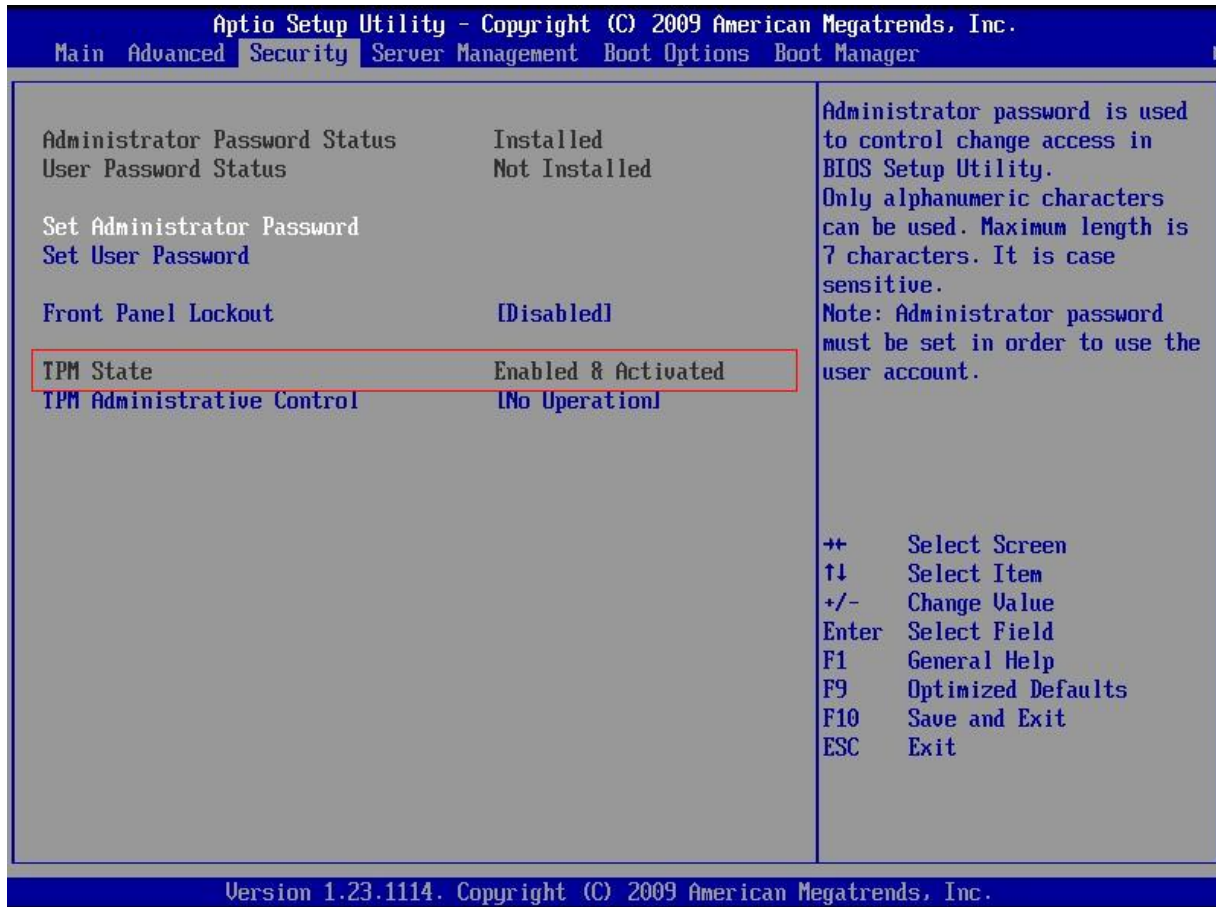 Aptio Setup Utility - Copyright (C) 2009 American Megatrends, Inc.
Main Advanced Security Server Management Boot Options Boot Manager
Administrator Password Status Installed
User Password Status Not Installed
Set Administrator Password
Set User Password
Front Panel Lockout [Disabled]
TPM State Enabled & Activated
TPM Administrative Control [No Operation]
Administrator password is used
to control change access in
BIOS Setup Utility.
Only alphanumeric characters
can be used. Maximum length is
7 characters. It is case
sensitive.
Note: Administrator password
must be set in order to use the
user account.
→← Select Screen
↑↓ Select Item
+/- Change Value
Enter Select Field
F1 General Help
F9 Optimized Defaults
F10 Save and Exit
ESC Exit
Version 1.23.1114. Copyright (C) 2009 American Megatrends, Inc.